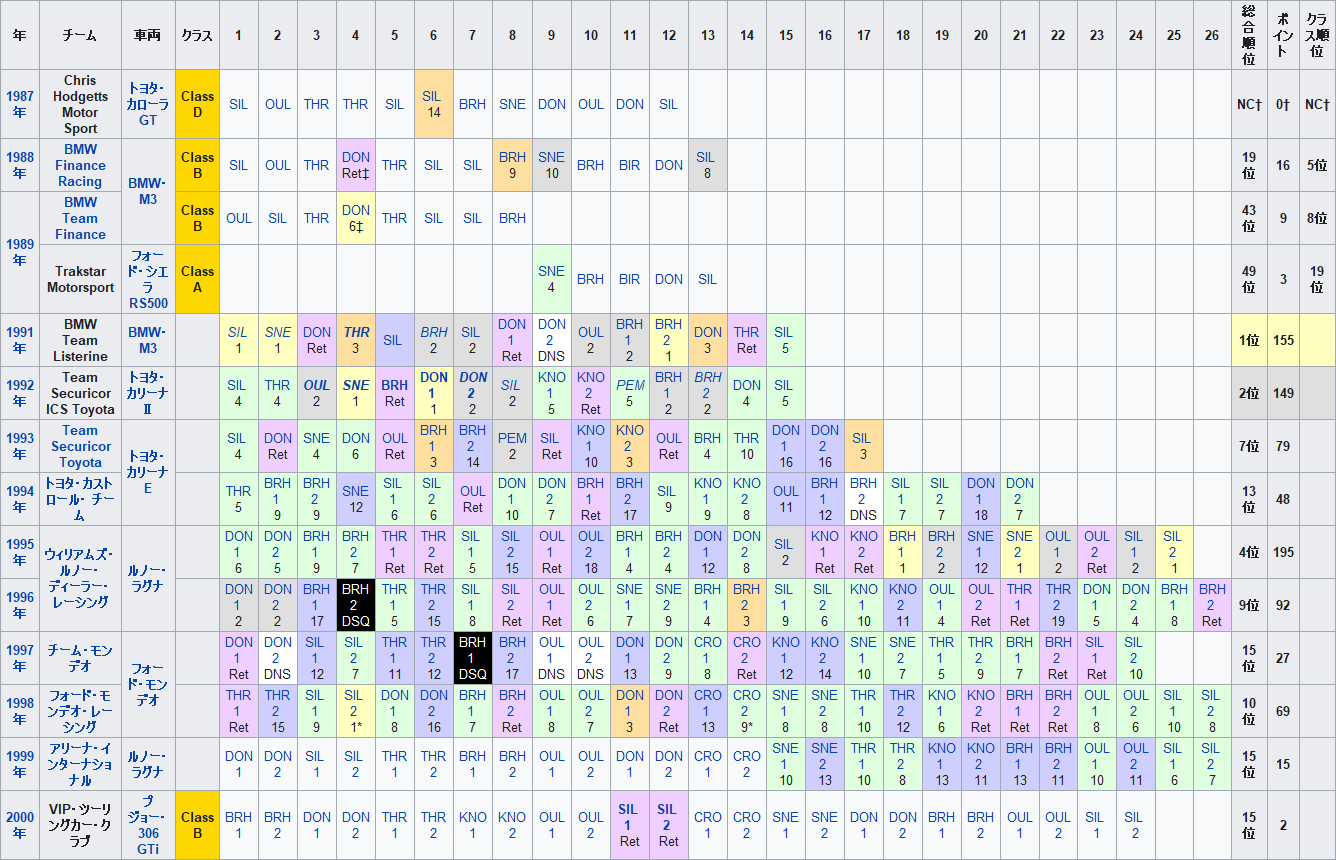 年 チーム 車両 クラス 1 2 3 4 5 6 7 8 9 10 11 12 13 14 15 16 17 18 19 20 21 22 23 24 25 26 総合順位 ポイント クラス順位
1987年 Chris Hodgetts Motor Sport トヨタ・カローラGT Class D SIL OUL THR THR SIL SIL 14 BRH SNE DON OUL DON SIL NC† 0† NC†
1988年 BMW Finance Racing BMW・M3 Class B SIL OUL THR DON Ret‡ THR SIL SIL BRH 9 SNE 10 BRH BIR DON SIL 8 19位 16 5位
1989年 BMW Team Finance Class B OUL SIL THR DON 6‡ THR SIL SIL BRH 43位 9 8位
Trakstar Motorsport フォード・シエラRS500 Class A SNE 4 BRH BIR DON SIL 49位 3 19位
1991年 BMW Team Listerine BMW・M3 SIL 1 SNE 1 DON Ret THR 3 SIL BRH 2 SIL 2 DON 1 Ret DON 2 DNS OUL 2 BRH 1 2 BRH 2 1 DON 3 THR Ret SIL 5 1位 155
1992年 Team Securicor ICS Toyota トヨタ・カリーナII SIL 4 THR 4 OUL 2 SNE 1 BRH Ret DON 1 1 DON 2 2 SIL 2 KNO 1 5 KNO 2 Ret PEM 5 BRH 1 2 BRH 2 2 DON 4 SIL 5 2位 149
1993年 Team Securicor Toyota トヨタ・カリーナE SIL 4 DON Ret SNE 4 DON 6 OUL Ret BRH 1 3 BRH 2 14 PEM 2 SIL Ret KNO 1 10 KNO 2 3 OUL Ret BRH 4 THR 10 DON 1 16 DON 2 16 SIL 3 7位 79
1994年 トヨタ・カストロール・チーム THR 5 BRH 1 9 BRH 2 9 SNE 12 SIL 1 6 SIL 2 6 OUL Ret DON 1 10 DON 2 7 BRH 1 Ret BRH 2 17 SIL 9 KNO 1 9 KNO 2 8 OUL 11 BRH 1 12 BRH 2 DNS SIL 1 7 SIL 2 7 DON 1 18 DON 2 7 13位 48
1995年 ウィリアムズ・ルノー・ディーラー・レーシング ルノー・ラグナ DON 1 6 DON 2 5 BRH 1 9 BRH 2 7 THR 1 Ret THR 2 Ret SIL 1 5 SIL 2 15 OUL 1 Ret OUL 2 18 BRH 1 4 BRH 2 4 DON 1 12 DON 2 8 SIL 2 KNO 1 Ret KNO 2 Ret BRH 1 1 BRH 2 2 SNE 1 12 SNE 2 1 OUL 1 2 OUL 2 Ret SIL 1 2 SIL 2 1 4位 195
1996年 DON 1 2 DON 2 2 BRH 1 17 BRH 2 DSQ THR 1 5 THR 2 15 SIL 1 8 SIL 2 Ret OUL 1 Ret OUL 2 6 SNE 1 7 SNE 2 9 BRH 1 4 BRH 2 3 SIL 1 9 SIL 2 6 KNO 1 10 KNO 2 11 OUL 1 4 OUL 2 Ret THR 1 Ret THR 2 19 DON 1 5 DON 2 4 BRH 1 8 BRH 2 Ret 9位 92
1997年 チーム・モンデオ フォード・モンデオ DON 1 Ret DON 2 DNS SIL 1 12 SIL 2 7 THR 1 11 THR 2 12 BRH 1 DSQ BRH 2 17 OUL 1 DNS OUL 2 DNS DON 1 13 DON 2 12 CRO 1 8 CRO 2 Ret KNO 1 12 KNO 2 14 SNE 1 10 SNE 2 7 THR 1 5 THR 2 9 BRH 1 7 BRH 2 Ret SIL 1 Ret SIL 2 10 15位 27
1998年 フォード・モンデオ・レーシング THR 1 Ret THR 2 15 SIL 1 9 SIL 2 1* DON 1 8 DON 2 16 BRH 1 7 BRH 2 Ret OUL 1 8 OUL 2 7 DON 1 3 DON 2 Ret CRO 1 13 CRO 2 9* SNE 1 8 SNE 2 8 THR 1 10 THR 2 12 KNO 1 6 KNO 2 Ret BRH 1 Ret BRH 2 Ret OUL 1 8 OUL 2 6 SIL 1 10 SIL 2 8 10位 69
1999年 アリーナ・インターナショナル ルノー・ラグナ DON 1 DON 2 SIL 1 SIL 2 THR 1 THR 2 BRH 1 BRH 2 OUL 1 OUL 2 DON 1 DON 2 CRO 1 CRO 2 SNE 1 10 SNE 2 13 THR 1 10 THR 2 8 KNO 1 13 KNO 2 11 BRH 1 13 BRH 2 11 OUL 1 10 OUL 2 11 SIL 1 6 SIL 2 7 15位 15
2000年 VIP・ツーリングカー・クラブ プジョー・306 GTi Class B BRH 1 BRH 2 DON 1 DON 2 THR 1 THR 2 KNO 1 KNO 2 OUL 1 OUL 2 SIL 1 Ret SIL 2 Ret CRO 1 CRO 2 SNE 1 SNE 2 DON 1 DON 2 BRH 1 BRH 2 OUL 1 OUL 2 SIL 1 SIL 2 15位 2